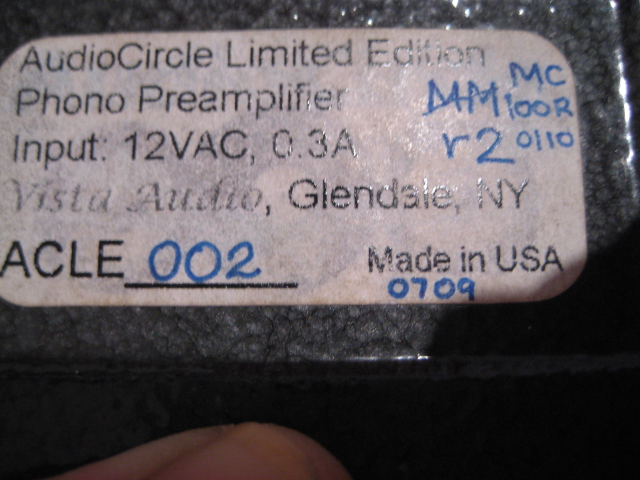 AudioCircle Limited Edition
Phono Preamplifier MM MC 100R
Input: 12VAC, 0.3A r2 0110
Vista Audio, Glendale, NY
ACLE 002 Made in USA
0709